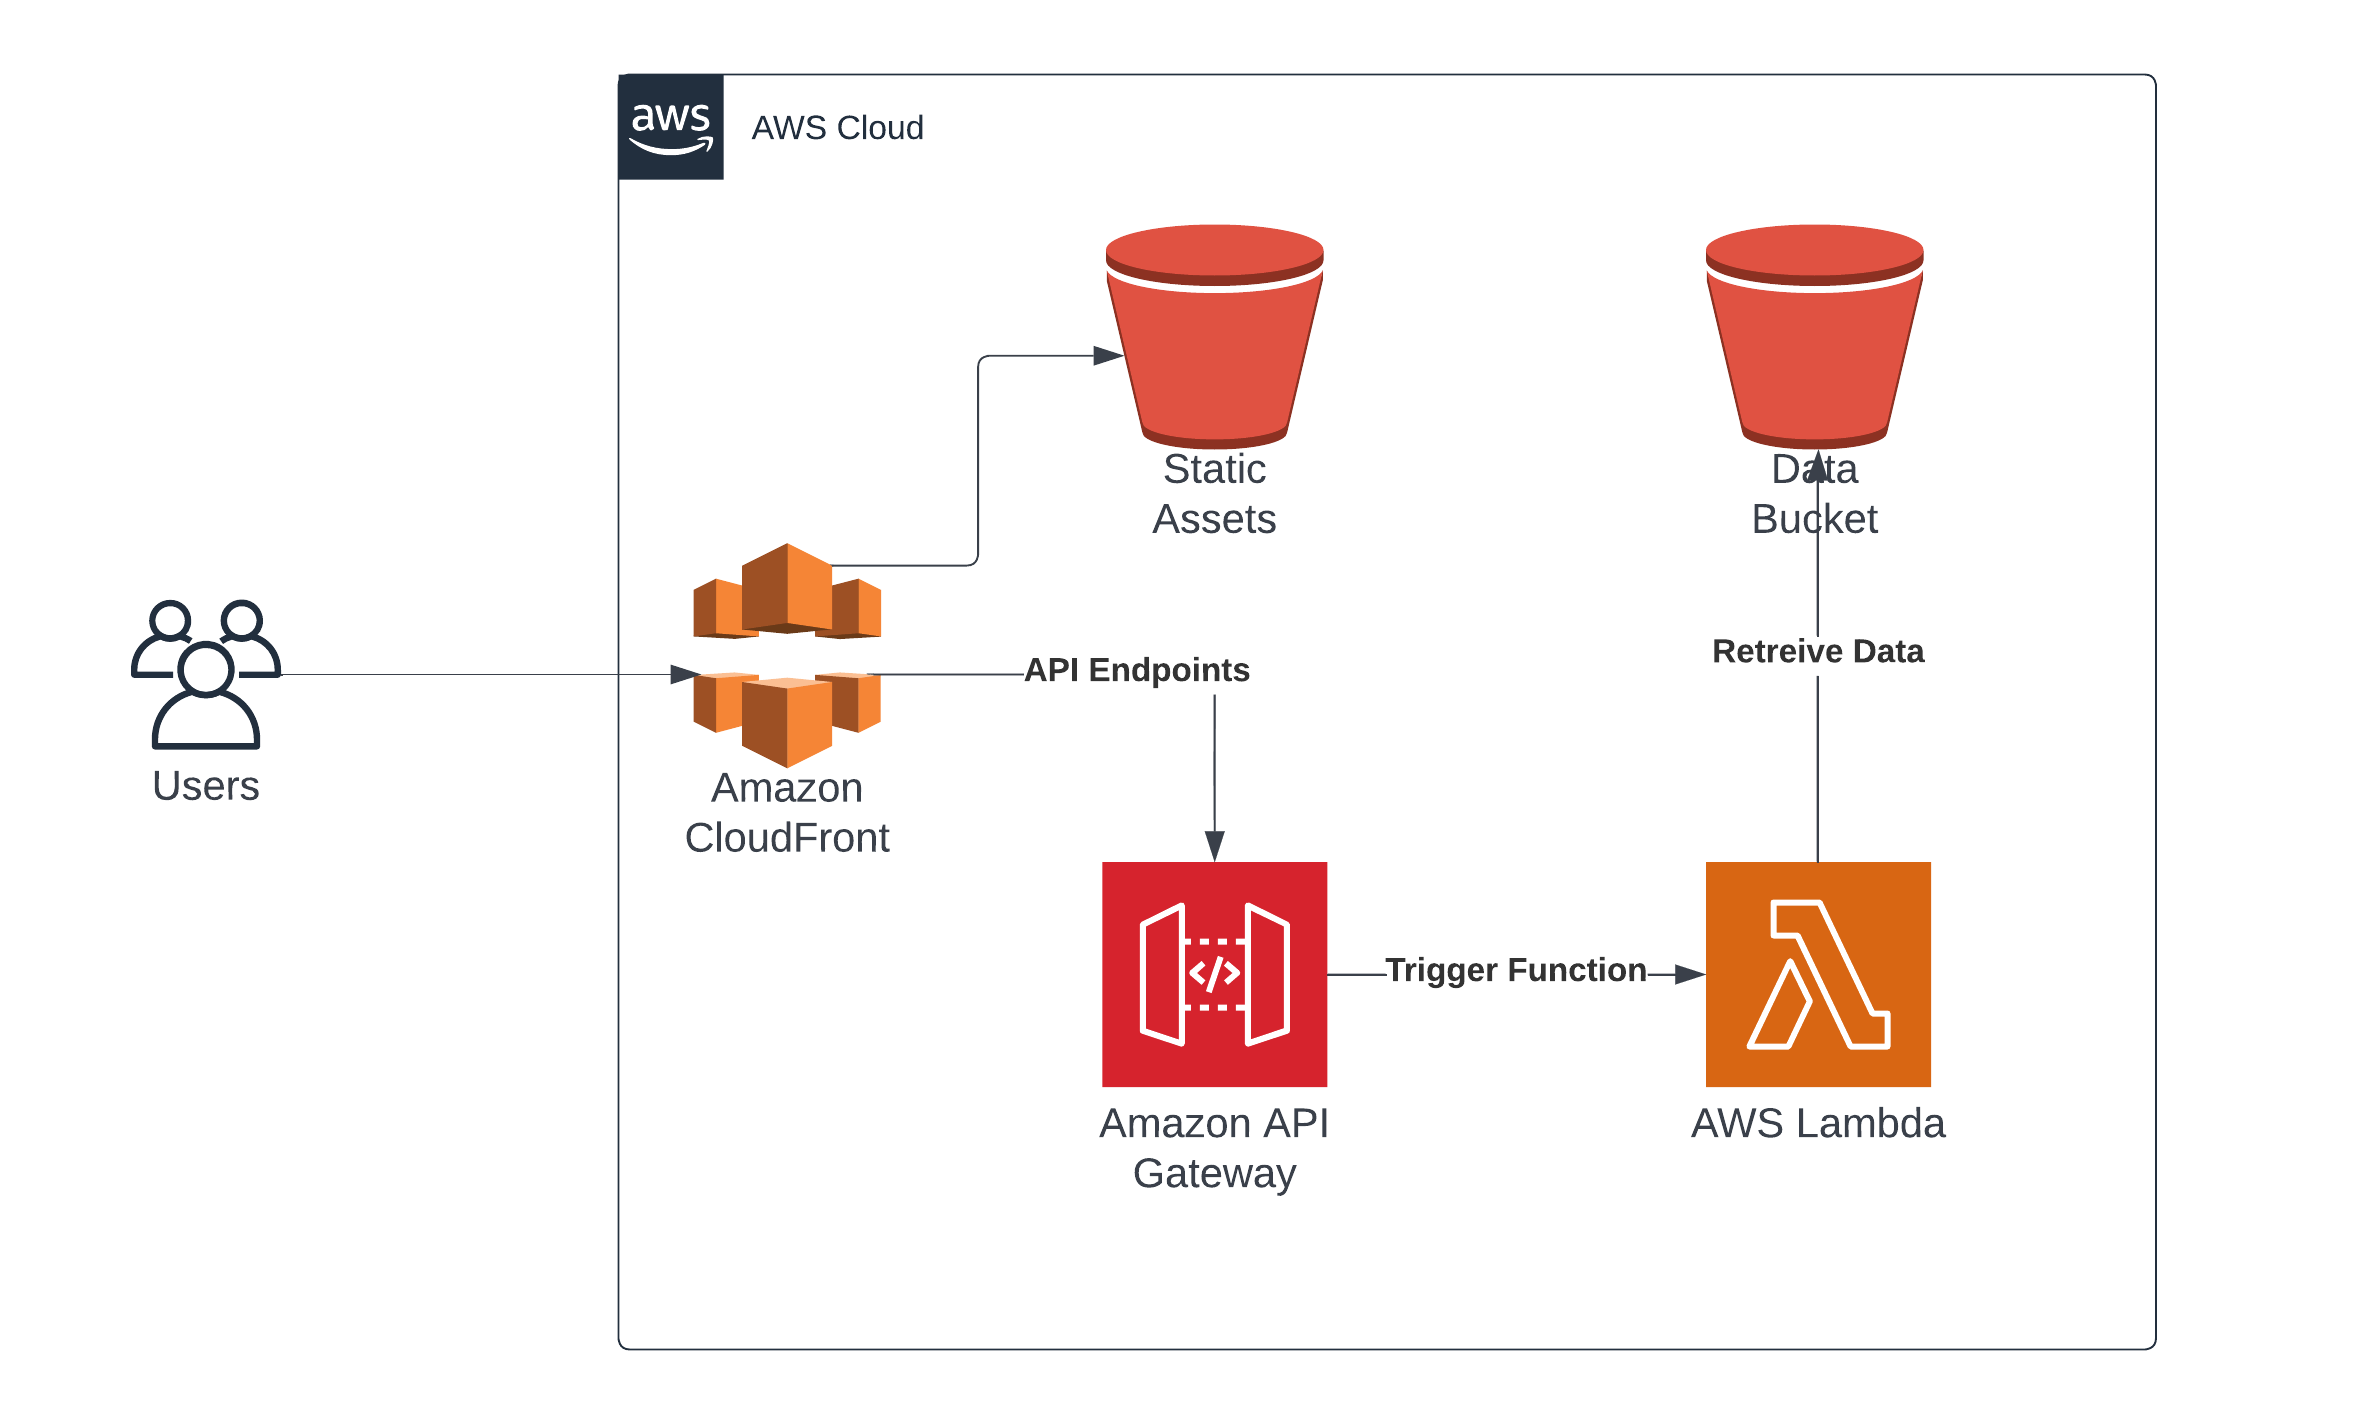 aws
AWS Cloud
Static
Assets
Data
Bucket
Users
Amazon
CloudFront
API Endpoints
Retreive Data
Trigger Function
Amazon API
Gateway
AWS Lambda